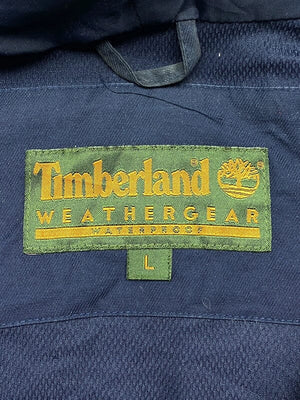 Timberland ®
WEATHERGEAR
WATERPROOF
L